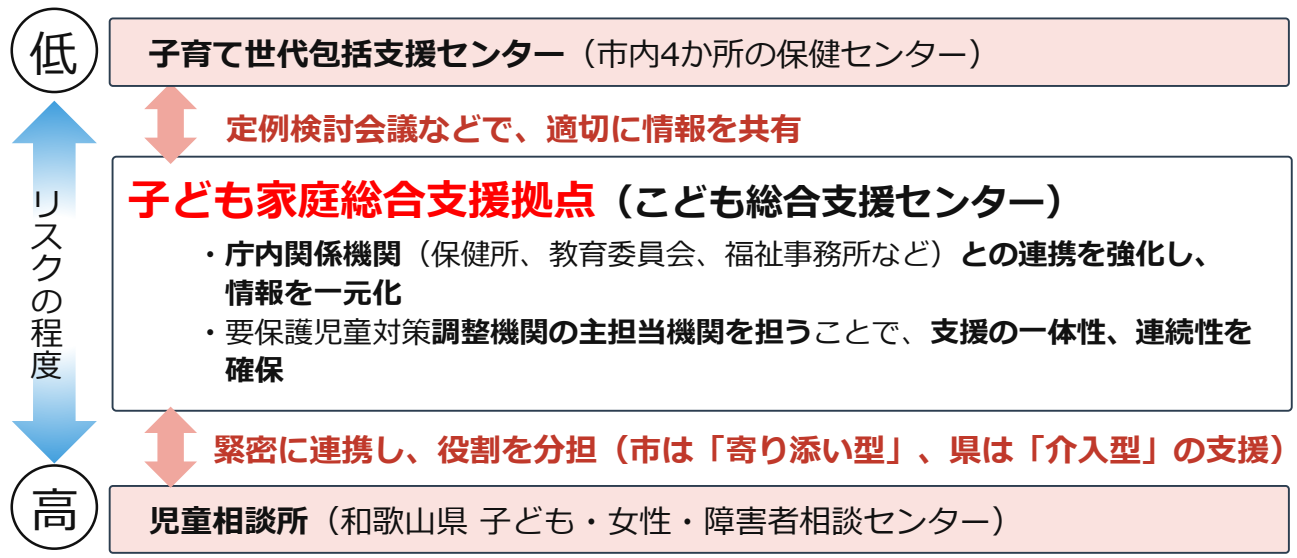 低
子育て世代包括支援センター（市内4か所の保健センター）
定例検討会議などで、適切に情報を共有
リスクの程度
子ども家庭総合支援拠点（こども総合支援センター）
・庁内関係機関（保健所、教育委員会、福祉事務所など）との連携を強化し、
情報を一元化
・要保護児童対策調整機関の主担当機関を担うことで、支援の一体性、連続性を
確保
緊密に連携し、役割を分担（市は「寄り添い型」、県は「介入型」の支援）
高
児童相談所（和歌山県 子ども・女性・障害者相談センター）